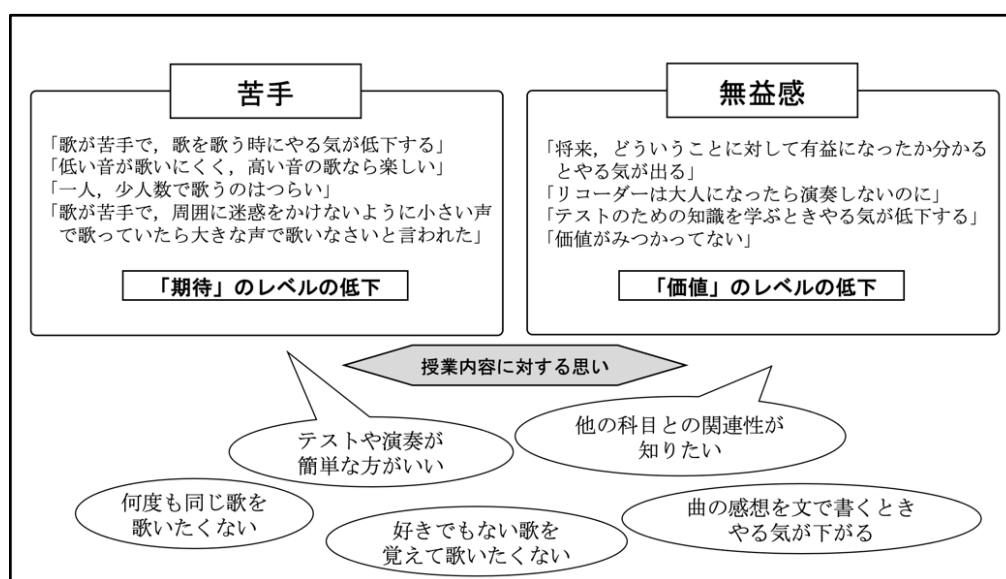 苦手
「歌が苦手で，歌を歌う時にやる気が低下する」
「低い音が歌いにくく，高い音の歌なら楽しい」
「一人，少人数で歌うのはつらい」
「歌が苦手で，周囲に迷惑をかけないように小さい声
で歌っていたら大きな声で歌いなさいと言われた」
「期待」のレベルの低下
無益感
「将来，どういうことに対して有益になったか分かる
とやる気が出る」
「リコーダーは大人になったら演奏しないのに」
「テストのための知識を学ぶときやる気が低下する」
「価値がみつかってない」
「価値」のレベルの低下
授業内容に対する思い
テストや演奏が
簡単な方がいい
他の科目との関連性が
知りたい
何度も同じ歌を
歌いたくない
好きでもない歌を
覚えて歌いたくない
曲の感想を文で書くとき
やる気が下がる